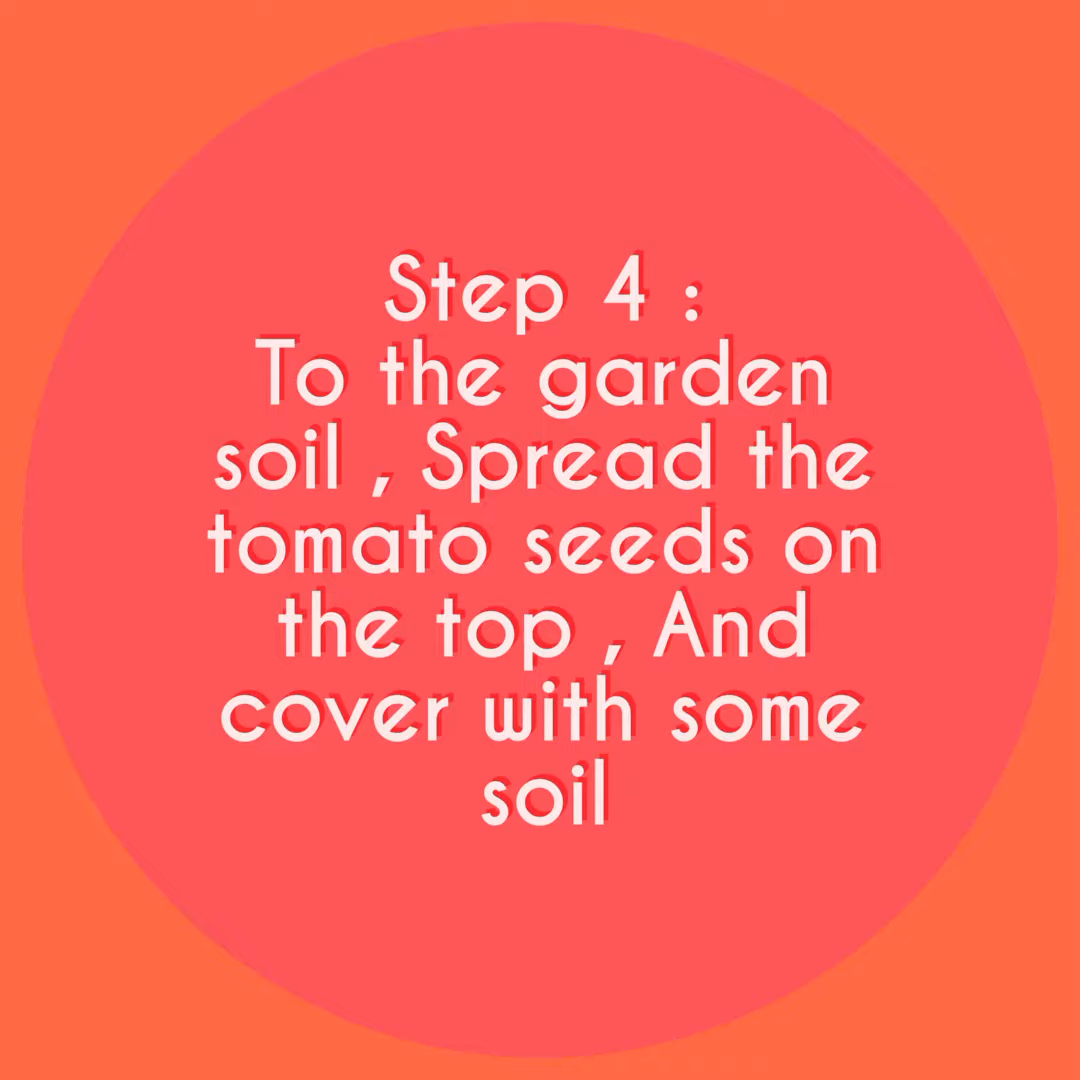 Step 4 :
To the garden
soil , Spread the
tomato seeds on
the top , And
cover with some
soil